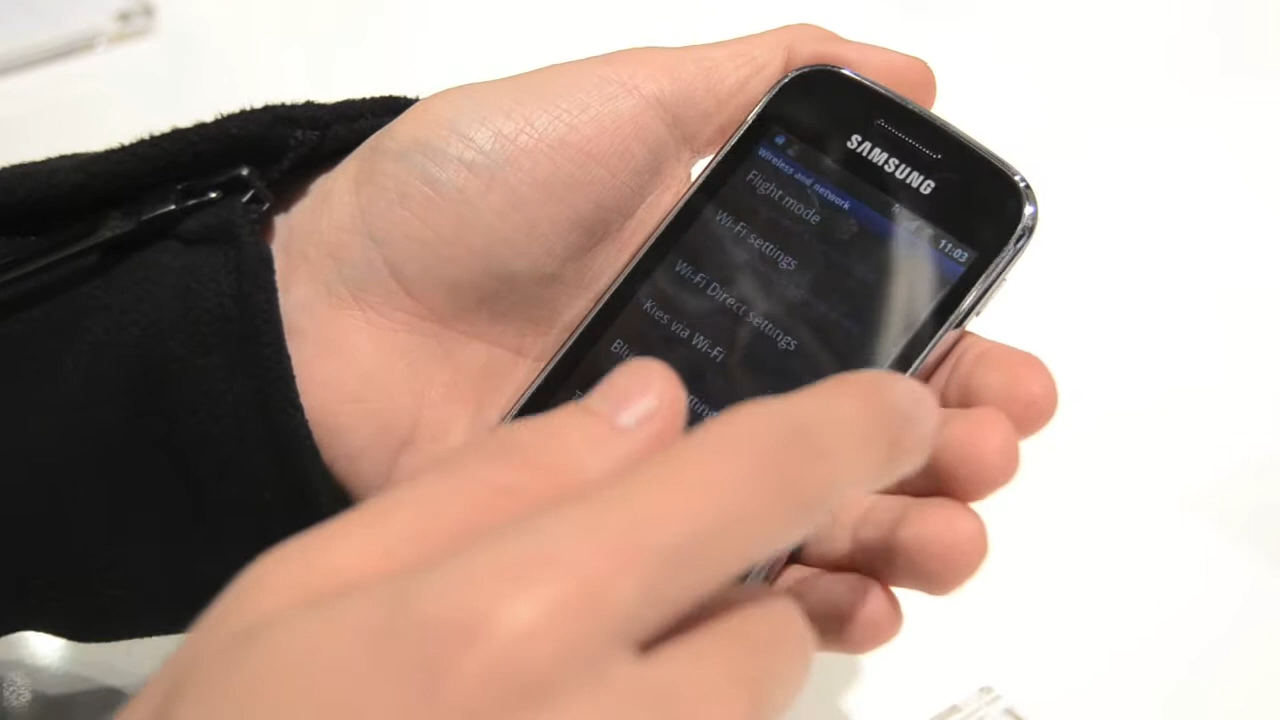 SAMSUNG
11:03
Wireless and network
Flight mode
Wi-Fi settings
Wi-Fi Direct settings
Kies via Wi-Fi